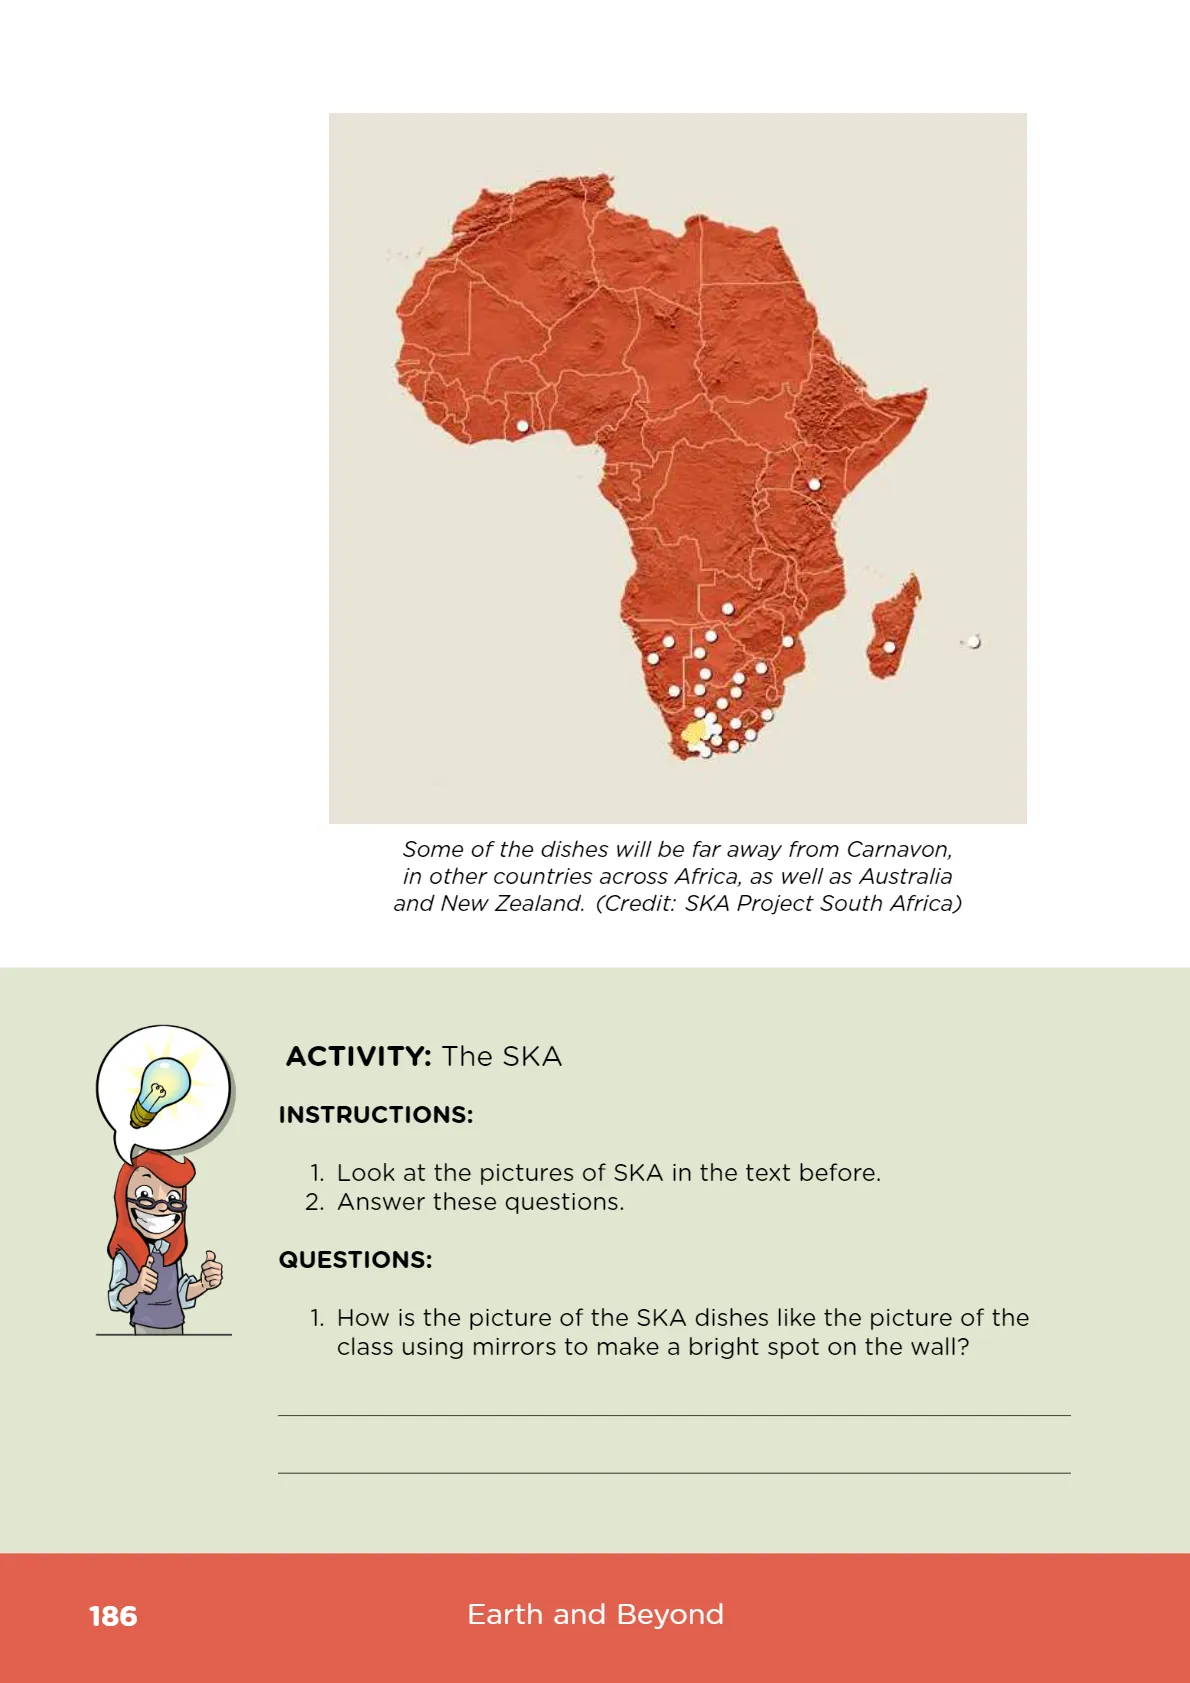 Some of the dishes will be far away from Carnavon,
in other countries across Africa, as well as Australia
and New Zealand. (Credit: SKA Project South Africa)
ACTIVITY: The SKA
INSTRUCTIONS:
1. Look at the pictures of SKA in the text before.
2. Answer these questions.
QUESTIONS:
1. How is the picture of the SKA dishes like the picture of the
class using mirrors to make a bright spot on the wall?
186
Earth and Beyond